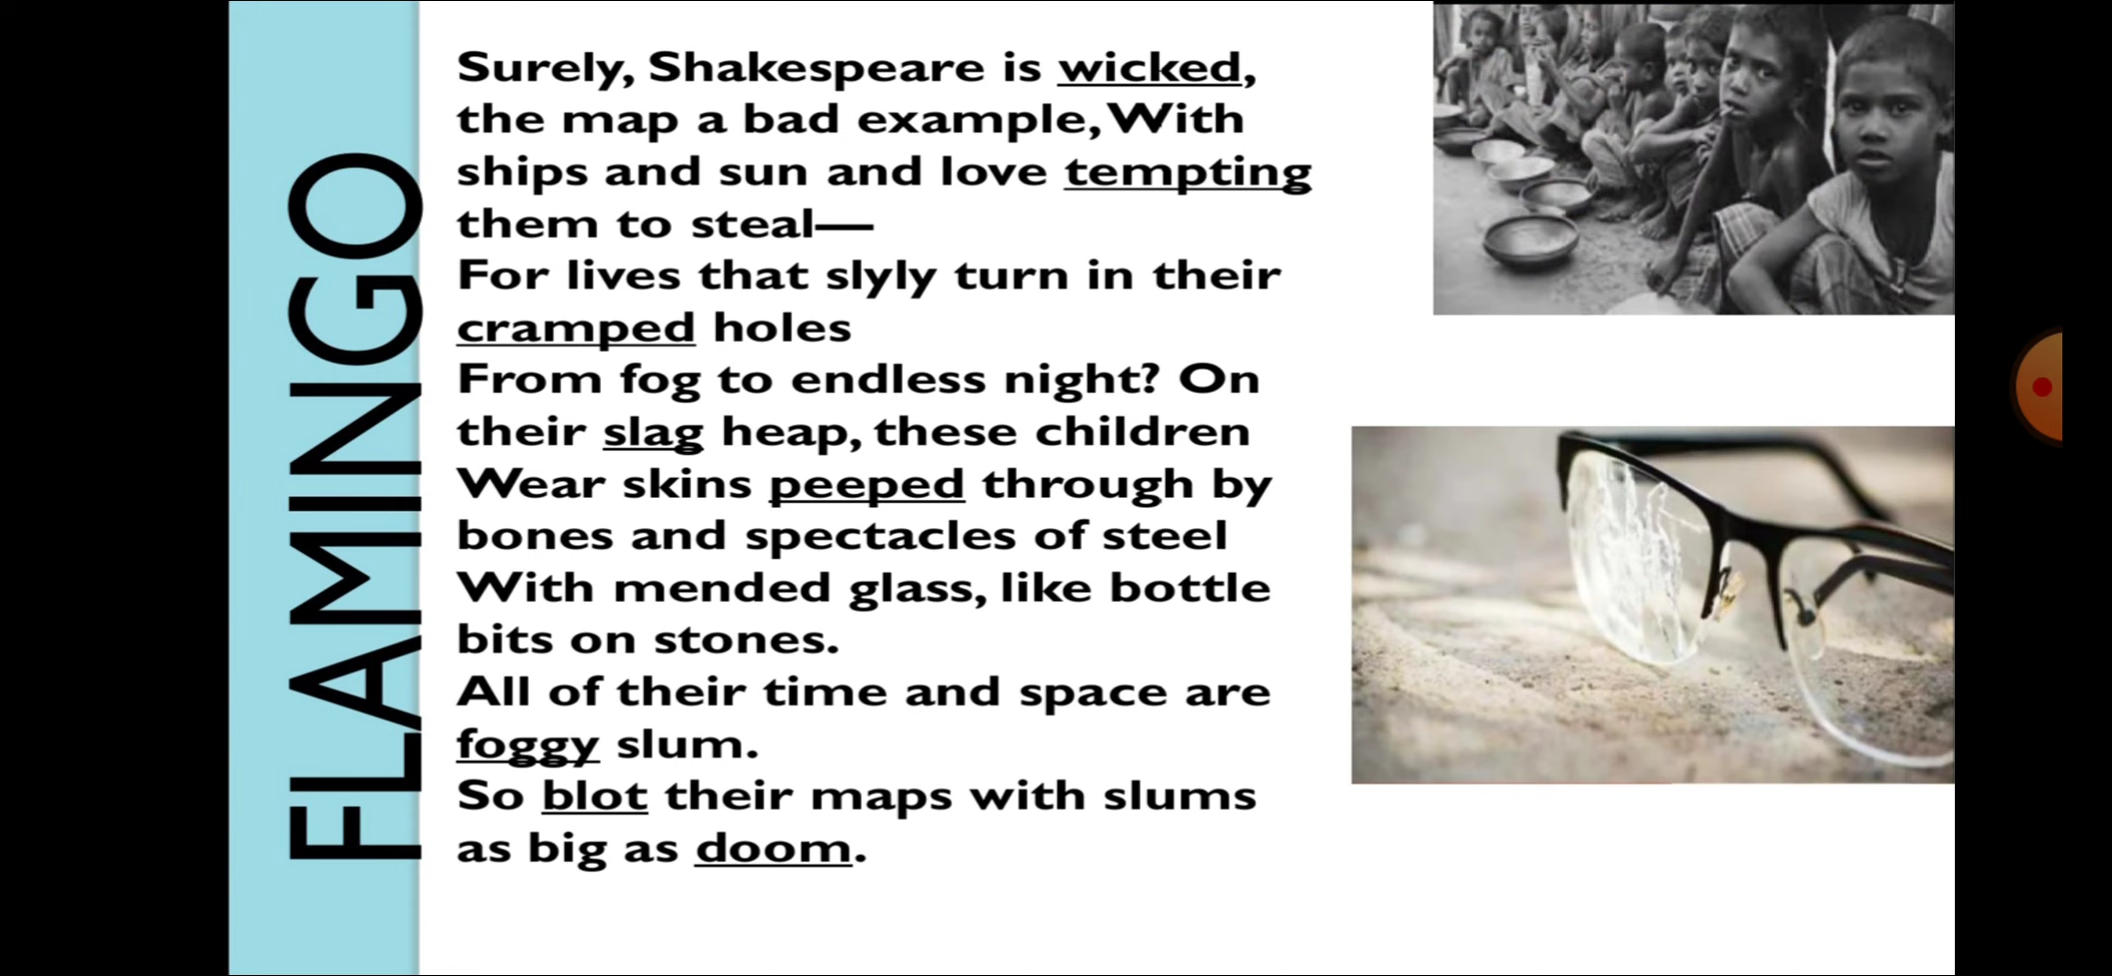 FLAMINGO
Surely, Shakespeare is wicked,
the map a bad example, With
ships and sun and love tempting
them to steal—
For lives that slyly turn in their
cramped holes
From fog to endless night? On
their slag heap, these children
Wear skins peeped through by
bones and spectacles of steel
With mended glass, like bottle
bits on stones.
All of their time and space are
foggy slum.
So blot their maps with slums
as big as doom.